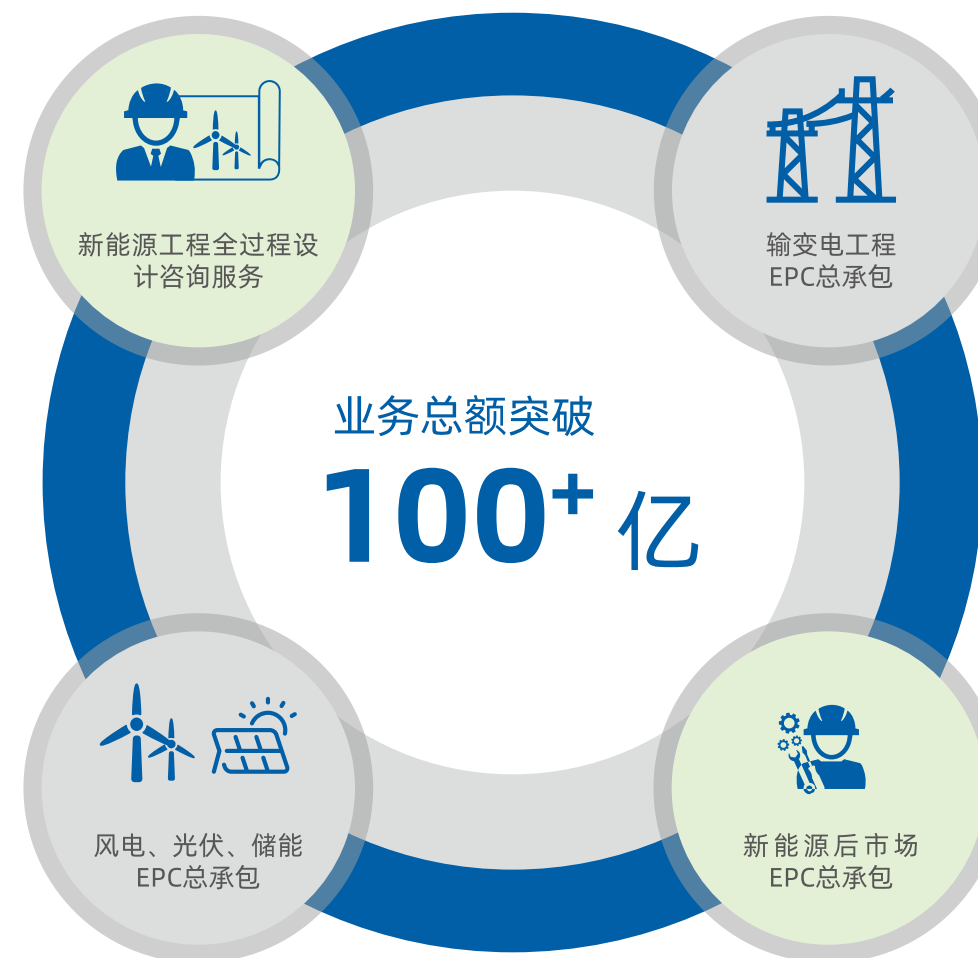 新能源工程全过程设
计咨询服务
输变电工程
EPC总承包
业务总额突破
100+ 亿
风电、光伏、储能
EPC总承包
新能源后市场
EPC总承包